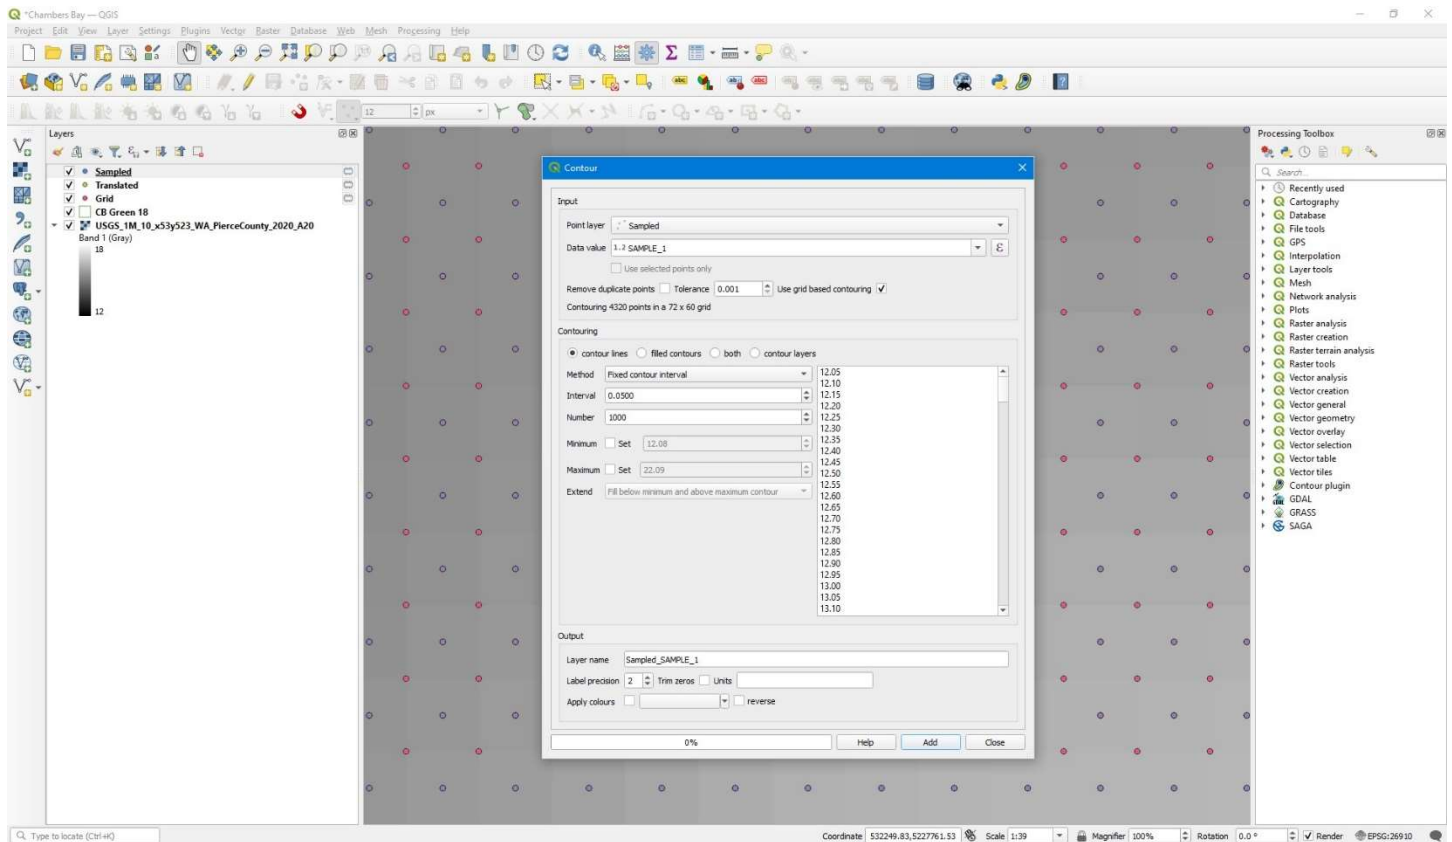 *Chambers Bay — QGIS
Project Edit View Layer Settings Plugins Vector Raster Database Web Mesh Processing Help
12 px
Layers
Sampled
Translated
Grid
CB Green 18
USGS_1M_10_x53y523_WA_PierceCounty_2020_A20
Band 1 (Gray)
18
12
Contour
Input
Point layer Sampled
Data value 1.2 SAMPLE_1 ε
Use selected points only
Remove duplicate points Tolerance 0.001 Use grid based contouring
Contouring 4320 points in a 72 x 60 grid
Contouring
contour lines filled contours both contour layers
Method Fixed contour interval
Interval 0.0500
Number 1000
Minimum Set 12.08
Maximum Set 22.09
Extend Fill below minimum and above maximum contour
12.05
12.10
12.15
12.20
12.25
12.30
12.35
12.40
12.45
12.50
12.55
12.60
12.65
12.70
12.75
12.80
12.85
12.90
12.95
13.00
13.05
13.10
Output
Layer name Sampled_SAMPLE_1
Label precision 2 Trim zeros Units
Apply colours reverse
0% Help Add Close
Processing Toolbox
Search...
Recently used
Cartography
Database
File tools
GPS
Interpolation
Layer tools
Mesh
Network analysis
Plots
Raster analysis
Raster creation
Raster terrain analysis
Raster tools
Vector analysis
Vector creation
Vector general
Vector geometry
Vector overlay
Vector selection
Vector table
Vector tiles
Contour plugin
GDAL
GRASS
SAGA
Type to locate (Ctrl+K) Coordinate 532249.83,5227761.53 Scale 1:39 Magnifier 100% Rotation 0.0 ° Render EPSG:26910